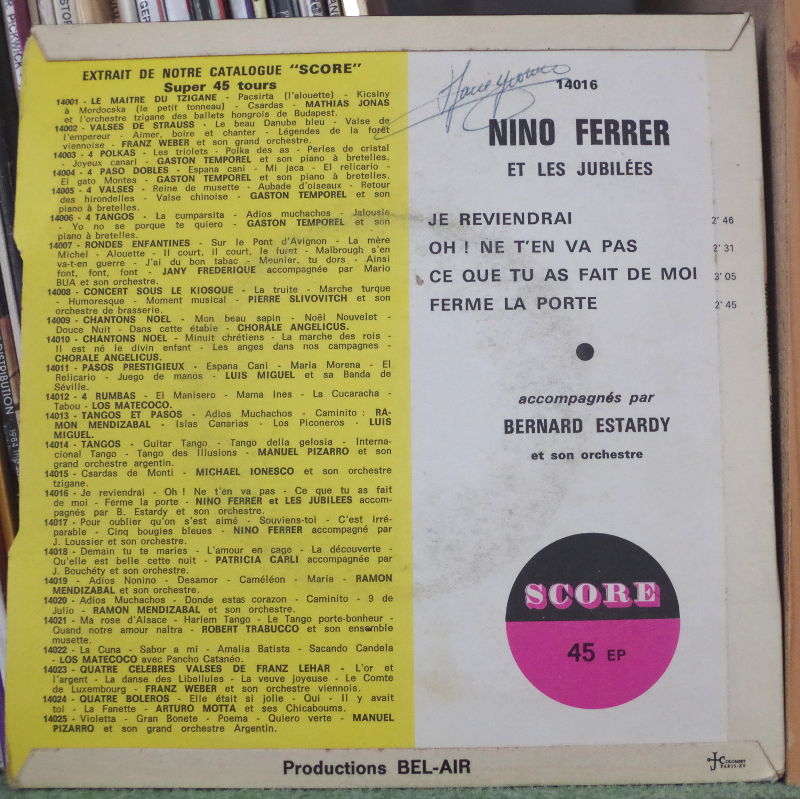 EXTRAIT DE NOTRE CATALOGUE "SCORE"
Super 45 tours
14001 - LE MAITRE DU TZIGANE - Pacsirta (l'alouette) - Kicsiny
à Mordocska (le petit tonneau) - Csardas - MATHIAS JONAS
et l'orchestre tzigane des ballets hongrois de Budapest.
14002 - VALSES DE STRAUSS - Le beau Danube bleu - Valse de
l'empereur - Aimer, boire et chanter - Légendes de la forêt
viennoise - FRANZ WEBER et son grand orchestre.
14003 - 4 POLKAS - Les triolets - Polka des as - Perles de cristal
- Joyeux canari - GASTON TEMPOREL et son piano à bretelles.
14004 - 4 PASO DOBLES - Espana cani - Mi jaca - El relicario -
El gato Montes - GASTON TEMPOREL et son piano à bretelles.
14005 - 4 VALSES - Reine de musette - Aubade d'oiseaux - Retour
des hirondelles - Valse chinoise - GASTON TEMPOREL et son
piano à bretelles.
14006 - 4 TANGOS - La cumparsita - Adios muchachos - Jalousie
- Yo no se porque te quiero - GASTON TEMPOREL et son
piano à bretelles.
14007 - RONDES ENFANTINES - Sur le Pont d'Avignon - La mère
Michel - Alouette - Il court, il court, le furet - Malbrough s'en
va-t-en guerre - J'ai du bon tabac - Meunier, tu dors - Ainsi
font, font, font - JANY FREDERIQUE accompagnée par Mario
BUA et son orchestre.
14008 - CONCERT SOUS LE KIOSQUE - La truite - Marche turque
- Humoresque - Moment musical - PIERRE SLIVOVITCH et son
orchestre de brasserie.
14009 - CHANTONS NOEL - Mon beau sapin - Noël Nouvelet -
Douce Nuit - Dans cette étable - CHORALE ANGELICUS.
14010 - CHANTONS NOEL - Minuit chrétiens - La marche des rois -
Il est né le divin enfant - Les anges dans nos campagnes -
CHORALE ANGELICUS.
14011 - PASOS PRESTIGIEUX - Espana Cani - Maria Morena - El
Relicario - Juego de manos - LUIS MIGUEL et sa Banda de
Séville.
14012 - 4 RUMBAS - El Manisero - Mama Ines - La Cucaracha -
Tabou - LOS MATECOCO.
14013 - TANGOS ET PASOS - Adios Muchachos - Caminito : RA-
MON MENDIZABAL - Islas Canarias - Los Piconeros - LUIS
MIGUEL.
14014 - TANGOS - Guitar Tango - Tango della gelosia - Interna-
cional Tango - Tango des Illusions - MANUEL PIZARRO et son
grand orchestre argentin.
14015 - Csardas de Monti - MICHAEL IONESCO et son orchestre
tzigane.
14016 - Je reviendrai - Oh ! Ne t'en va pas - Ce que tu as fait
de moi - Ferme la porte - NINO FERRER et LES JUBILEES accom-
pagnés par B. Estardy et son orchestre.
14017 - Pour oublier qu'on s'est aimé - Souviens-toi - C'est irré-
parable - Cinq bougies bleues - NINO FERRER accompagné par
J. Loussier et son orchestre.
14018 - Demain tu te maries - L'amour en cage - La découverte -
Qu'elle est belle cette nuit - PATRICIA CARLI accompagnée par
J. Bouchéty et son orchestre.
14019 - Adios Nonino - Desamor - Caméléon - Maria - RAMON
MENDIZABAL et son orchestre.
14020 - Adios Muchachos - Donde estas corazon - Caminito - 9 de
Julio - RAMON MENDIZABAL et son orchestre.
14021 - Ma rose d'Alsace - Harlem Tango - Le Tango porte-bonheur -
Quand notre amour naîtra - ROBERT TRABUCCO et son ensemble
musette.
14022 - La Cuna - Sabor a mi - Amalia Batista - Sacando Candela
- LOS MATECOCO avec Pancho Catanéo.
14023 - QUATRE CELEBRES VALSES DE FRANZ LEHAR - L'or et
l'argent - La danse des Libellules - La veuve joyeuse - Le Comte
de Luxembourg - FRANZ WEBER et son orchestre viennois.
14024 - QUATRE BOLEROS - Elle était si jolie - Qui - Il y avait
toi - La Fanette - ARTURO MOTTA et ses Chicaboums.
14025 - Violetta - Gran Bonete - Poema - Quiero verte - MANUEL
PIZARRO et son grand orchestre Argentin.
14016
NINO FERRER
ET LES JUBILÉES
JE REVIENDRAI 2' 46
OH ! NE T'EN VA PAS 2' 31
CE QUE TU AS FAIT DE MOI 3' 05
FERME LA PORTE 2' 45
accompagnés par
BERNARD ESTARDY
et son orchestre
SCORE
45 EP
Productions BEL-AIR
COLOMBET
PARIS-XV
PICKWICK
DISTRIBUTION